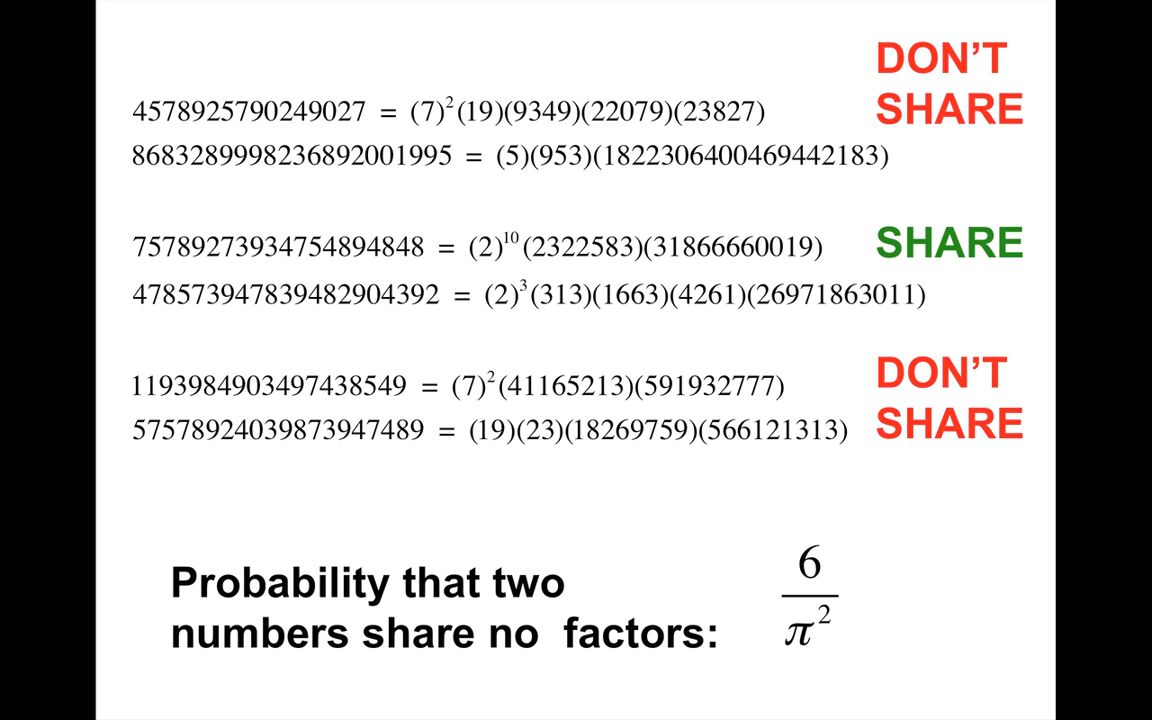 DON'T
4578925790249027 = (7)²(19)(9349)(22079)(23827) SHARE
8683289998236892001995 = (5)(953)(1822306400469442183)
75789273934754894848 = (2)¹⁰(2322583)(31866660019) SHARE
478573947839482904392 = (2)³(313)(1663)(4261)(26971863011)
DON'T
1193984903497438549 = (7)²(41165213)(591932777)
57578924039873947489 = (19)(23)(18269759)(566121313) SHARE
Probability that two
numbers share no factors:
6
π²